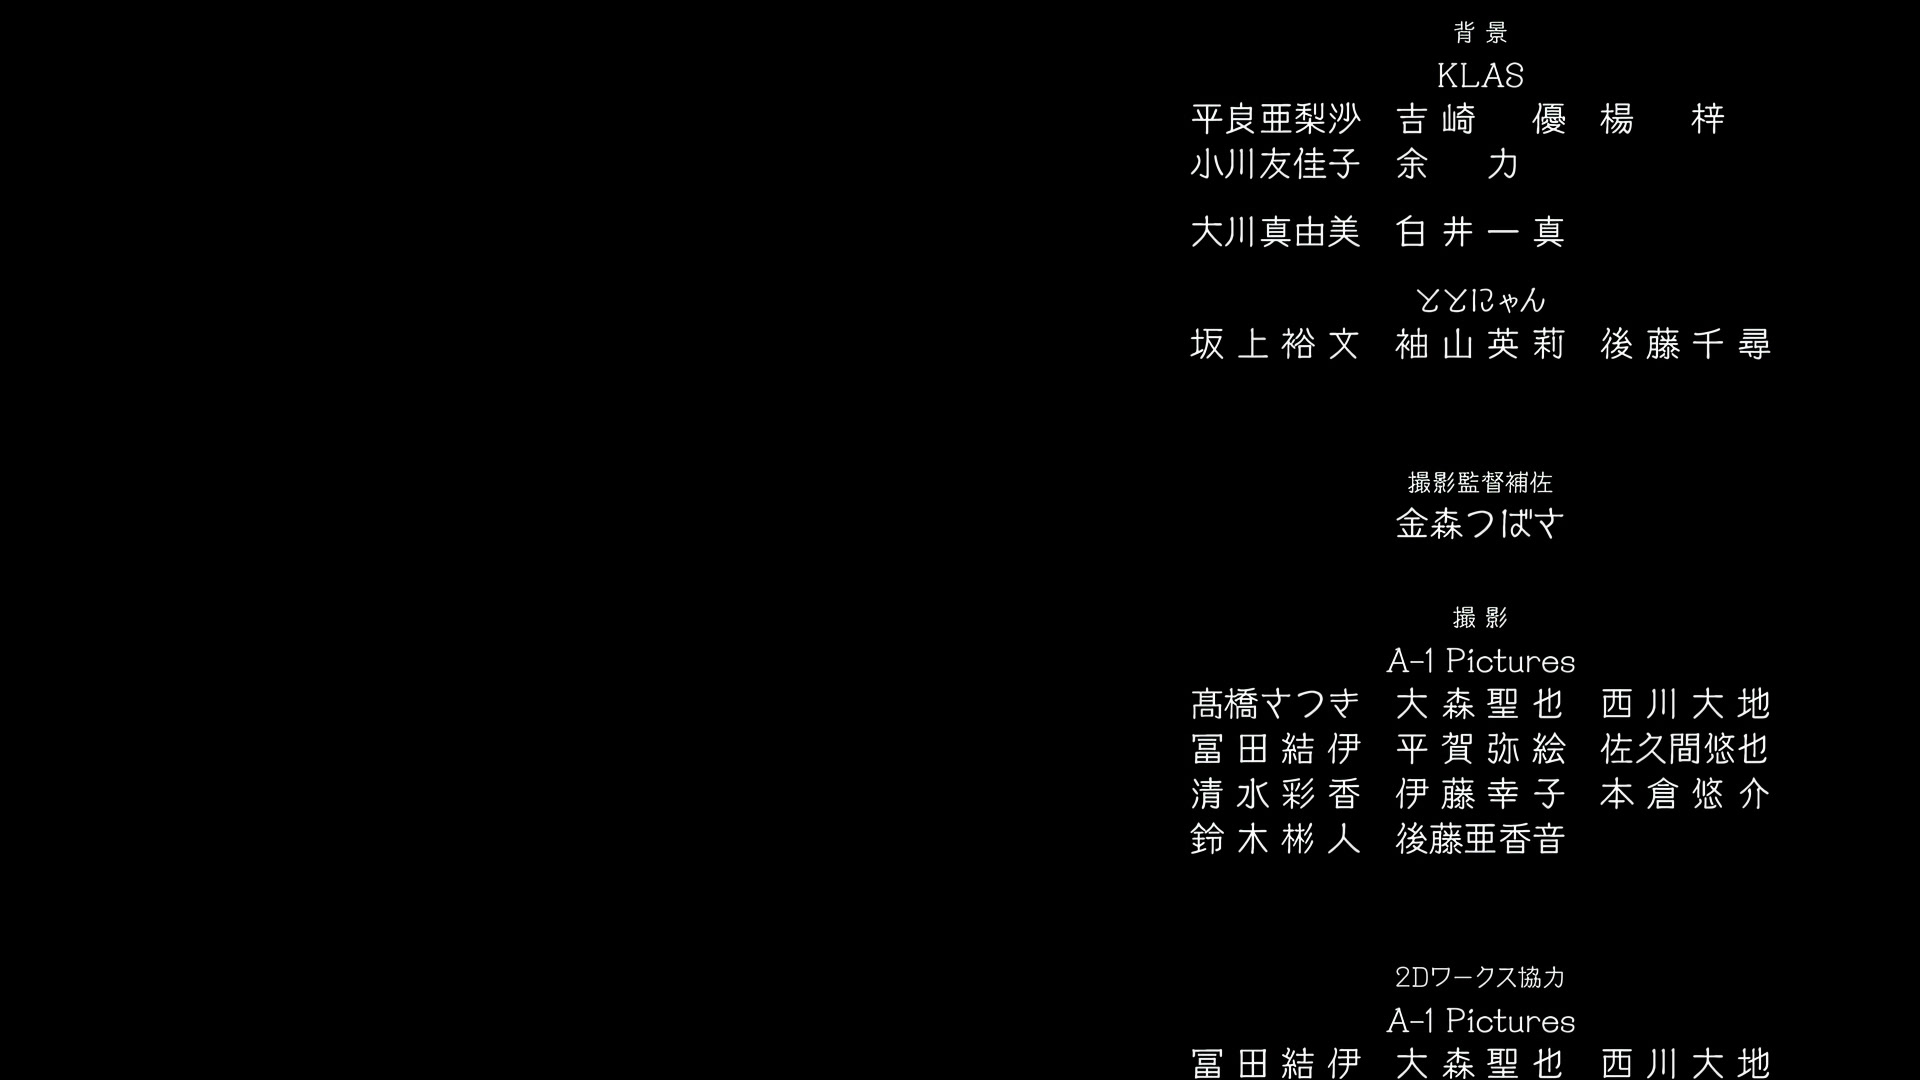 背景
KLAS
平良亜梨沙 吉崎 優 楊 梓
小川友佳子 余 力
大川真由美 白井一真
ととにゃん
坂上裕文 袖山英莉 後藤千尋
撮影監督補佐
金森つばさ
撮影
A-1 Pictures
髙橋さつき 大森聖也 西川大地
冨田結伊 平賀弥絵 佐久間悠也
清水彩香 伊藤幸子 本倉悠介
鈴木彬人 後藤亜香音
2Dワークス協力
A-1 Pictures
冨田結伊 大森聖也 西川大地